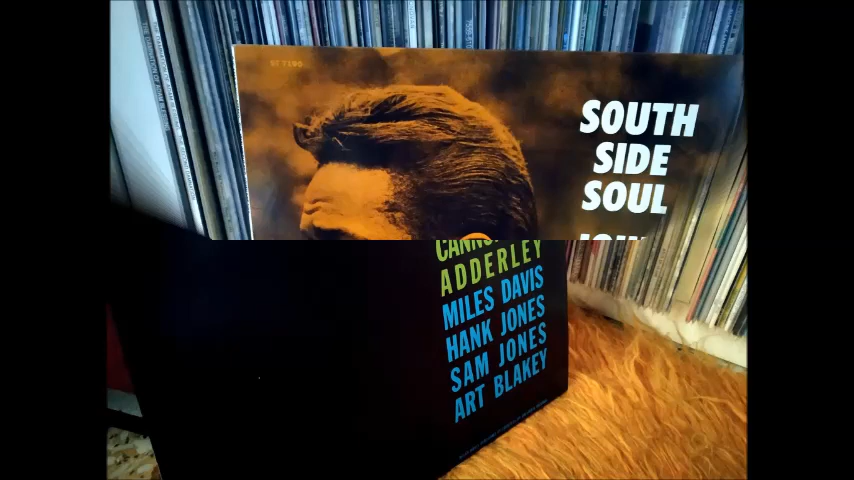 ST 7190
SOUTH
SIDE
SOUL
ADDERLEY
MILES DAVIS
HANK JONES
SAM JONES
ART BLAKEY